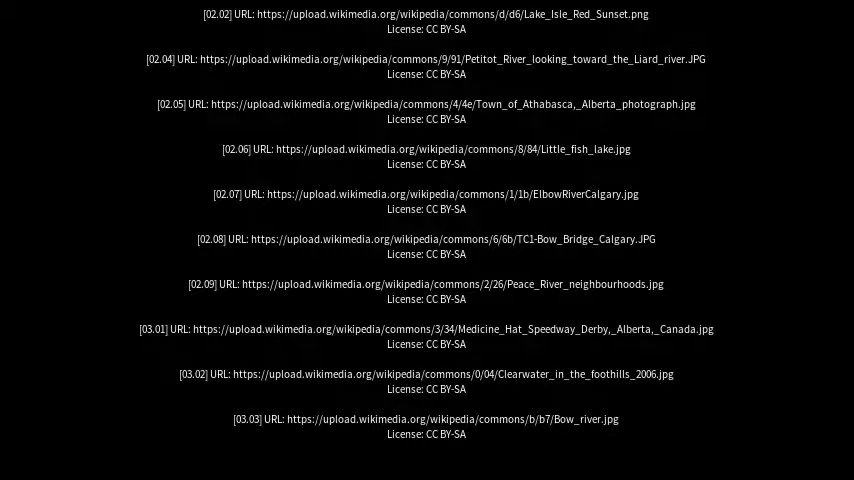 [02.02] URL: https://upload.wikimedia.org/wikipedia/commons/d/d6/Lake_Isle_Red_Sunset.png
License: CC BY-SA
[02.04] URL: https://upload.wikimedia.org/wikipedia/commons/9/91/Petitot_River_looking_toward_the_Liard_river.JPG
License: CC BY-SA
[02.05] URL: https://upload.wikimedia.org/wikipedia/commons/4/4e/Town_of_Athabasca,_Alberta_photograph.jpg
License: CC BY-SA
[02.06] URL: https://upload.wikimedia.org/wikipedia/commons/8/84/Little_fish_lake.jpg
License: CC BY-SA
[02.07] URL: https://upload.wikimedia.org/wikipedia/commons/1/1b/ElbowRiverCalgary.jpg
License: CC BY-SA
[02.08] URL: https://upload.wikimedia.org/wikipedia/commons/6/6b/TC1-Bow_Bridge_Calgary.JPG
License: CC BY-SA
[02.09] URL: https://upload.wikimedia.org/wikipedia/commons/2/26/Peace_River_neighbourhoods.jpg
License: CC BY-SA
[03.01] URL: https://upload.wikimedia.org/wikipedia/commons/3/34/Medicine_Hat_Speedway_Derby,_Alberta,_Canada.jpg
License: CC BY-SA
[03.02] URL: https://upload.wikimedia.org/wikipedia/commons/0/04/Clearwater_in_the_foothills_2006.jpg
License: CC BY-SA
[03.03] URL: https://upload.wikimedia.org/wikipedia/commons/b/b7/Bow_river.jpg
License: CC BY-SA